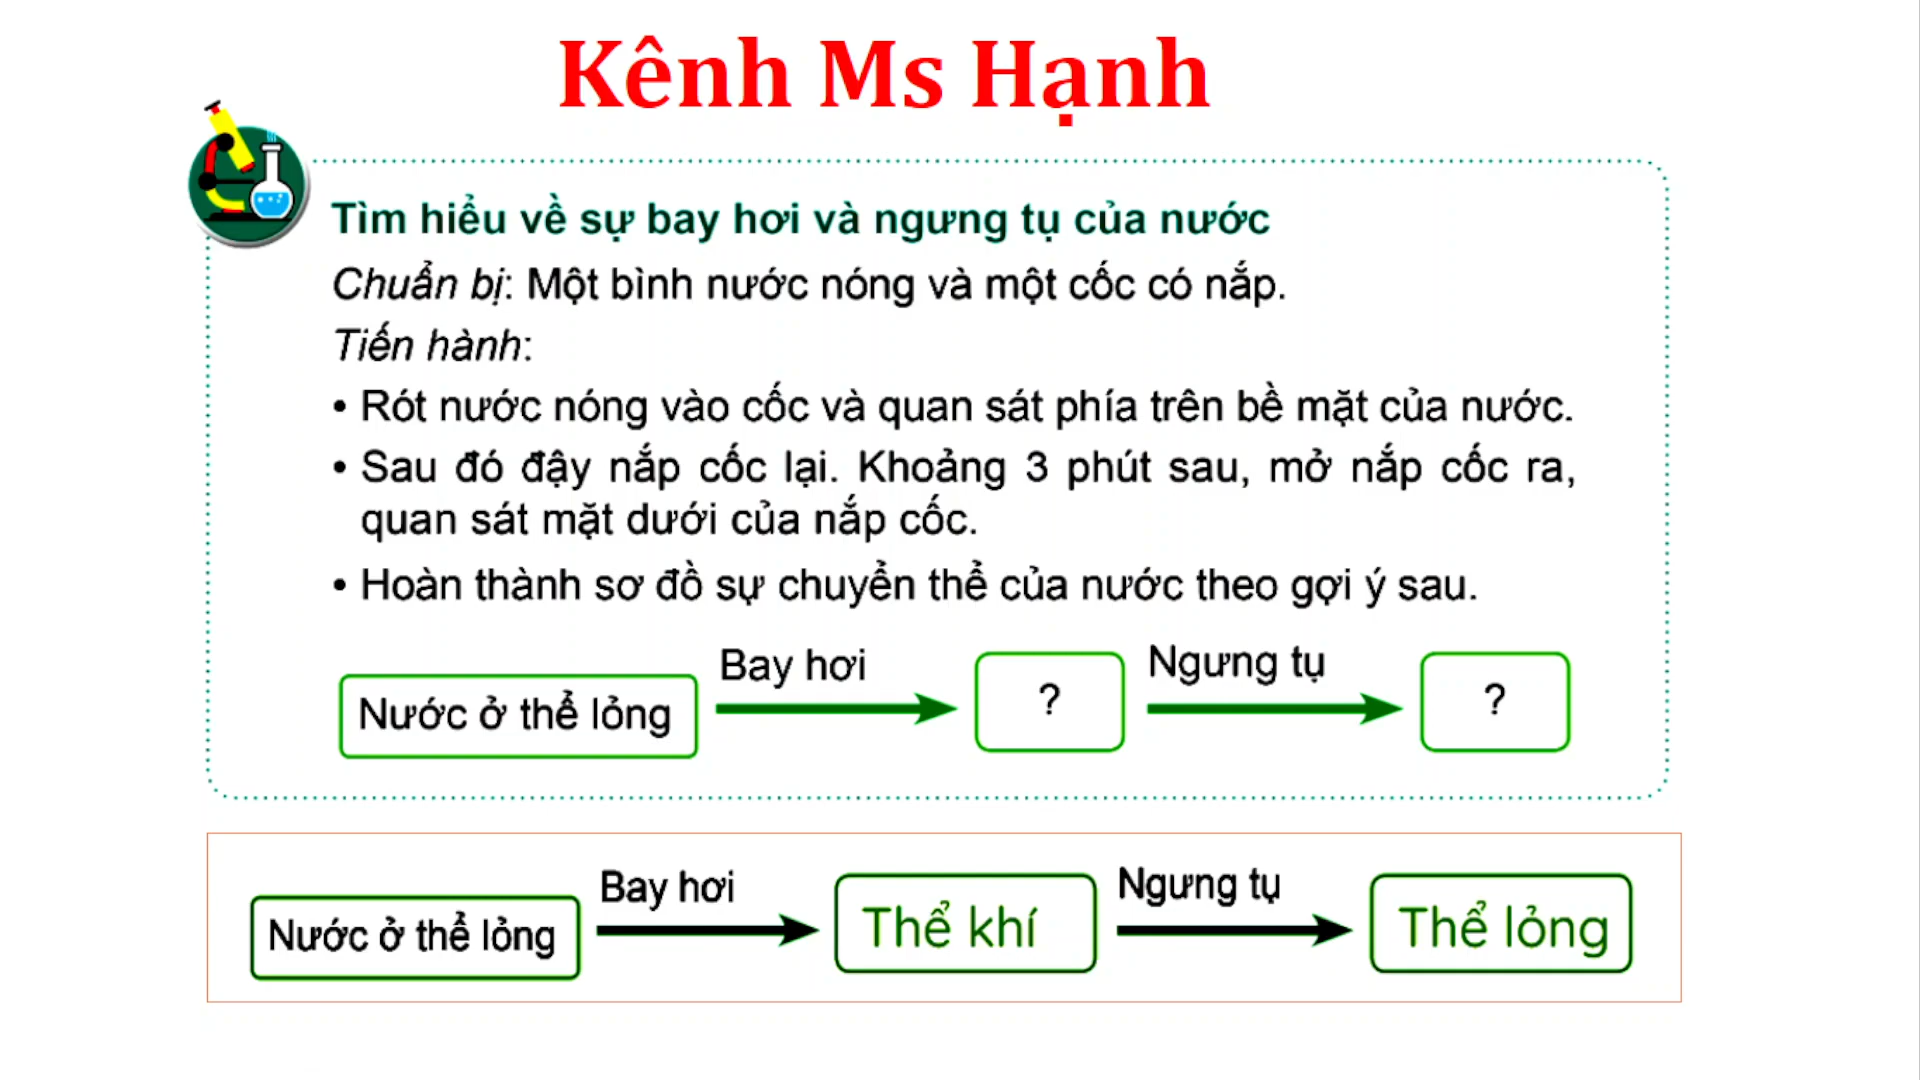 Kênh Ms Hạnh
Tìm hiểu về sự bay hơi và ngưng tụ của nước
Chuẩn bị: Một bình nước nóng và một cốc có nắp.
Tiến hành:
• Rót nước nóng vào cốc và quan sát phía trên bề mặt của nước.
• Sau đó đậy nắp cốc lại. Khoảng 3 phút sau, mở nắp cốc ra,
quan sát mặt dưới của nắp cốc.
• Hoàn thành sơ đồ sự chuyển thể của nước theo gợi ý sau.
Nước ở thể lỏng Bay hơi ? Ngưng tụ ?
Nước ở thể lỏng Bay hơi Thể khí Ngưng tụ Thể lỏng